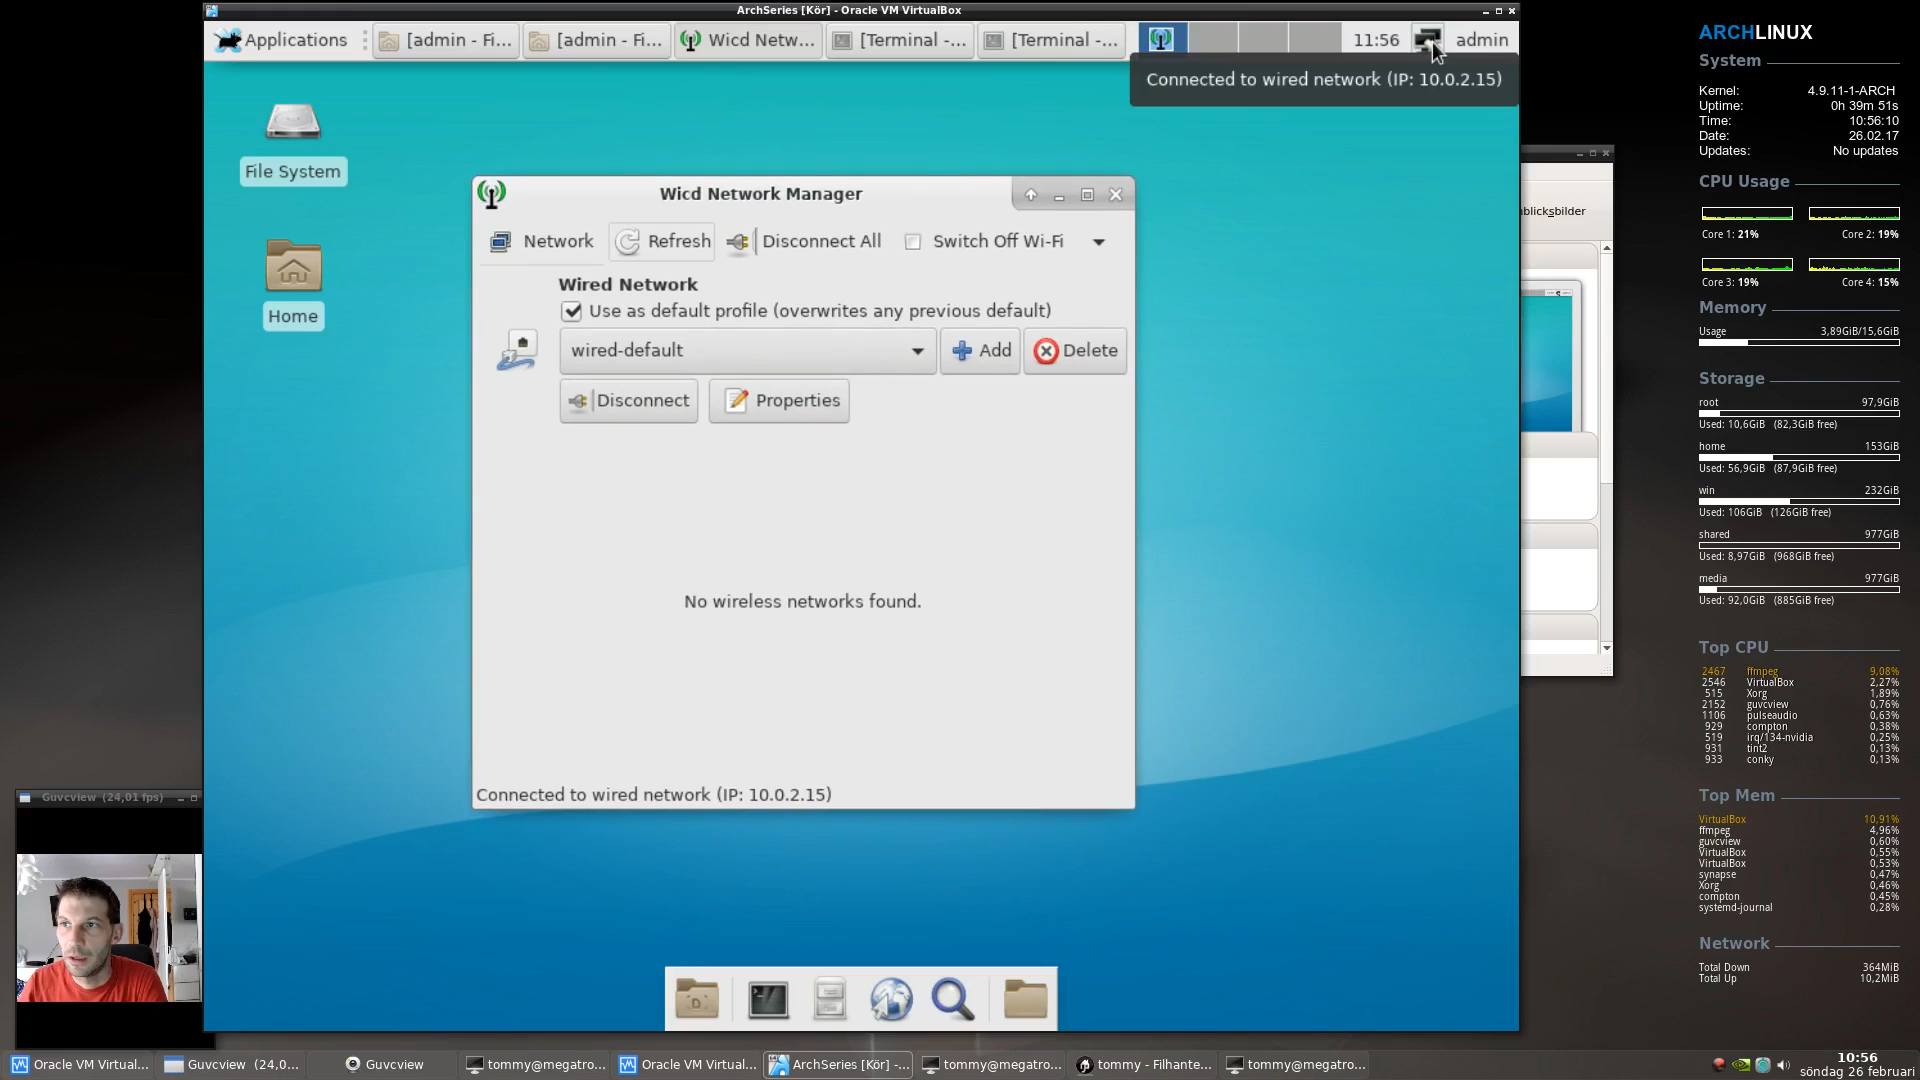 ArchSeries [Kör] - Oracle VM VirtualBox
Applications
[admin - Fi...
[admin - Fi...
Wicd Netw...
[Terminal -...
[Terminal -...
11:56
admin
Connected to wired network (IP: 10.0.2.15)
File System
Home
Wicd Network Manager
Network
Refresh
Disconnect All
Switch Off Wi-Fi
Wired Network
Use as default profile (overwrites any previous default)
wired-default
Add
Delete
Disconnect
Properties
No wireless networks found.
Connected to wired network (IP: 10.0.2.15)
Guvcview (24,01 fps)
ARCHLINUX
System
Kernel: 4.9.11-1-ARCH
Uptime: 0h 39m 51s
Time: 10:56:10
Date: 26.02.17
Updates: No updates
CPU Usage
Core 1: 21% Core 2: 19%
Core 3: 19% Core 4: 15%
Memory
Usage 3,89GiB/15,6GiB
Storage
root 97,9GiB
Used: 10,6GiB (82,3GiB free)
home 153GiB
Used: 56,9GiB (87,9GiB free)
win 232GiB
Used: 106GiB (126GiB free)
shared 977GiB
Used: 8,97GiB (968GiB free)
media 977GiB
Used: 92,0GiB (885GiB free)
Top CPU
2467 ffmpeg 9,08%
2546 VirtualBox 2,27%
515 Xorg 1,89%
2152 guvcview 0,76%
1106 pulseaudio 0,63%
929 compton 0,38%
519 irq/134-nvidia 0,25%
931 tint2 0,13%
933 conky 0,13%
Top Mem
VirtualBox 10,91%
ffmpeg 4,96%
guvcview 0,60%
VirtualBox 0,55%
VirtualBox 0,53%
synapse 0,47%
Xorg 0,46%
compton 0,45%
systemd-journal 0,28%
Network
Total Down 364MiB
Total Up 10,2MiB
Oracle VM Virtual...
Guvcview (24,0...
Guvcview
tommy@megatro...
Oracle VM Virtual...
ArchSeries [Kör] -...
tommy@megatro...
tommy - Filhante...
tommy@megatro...
10:56
söndag 26 februari